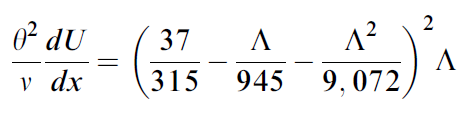 θ²/ν dU/dx = (37/315 − Λ/945 − Λ²/9,072)² Λ